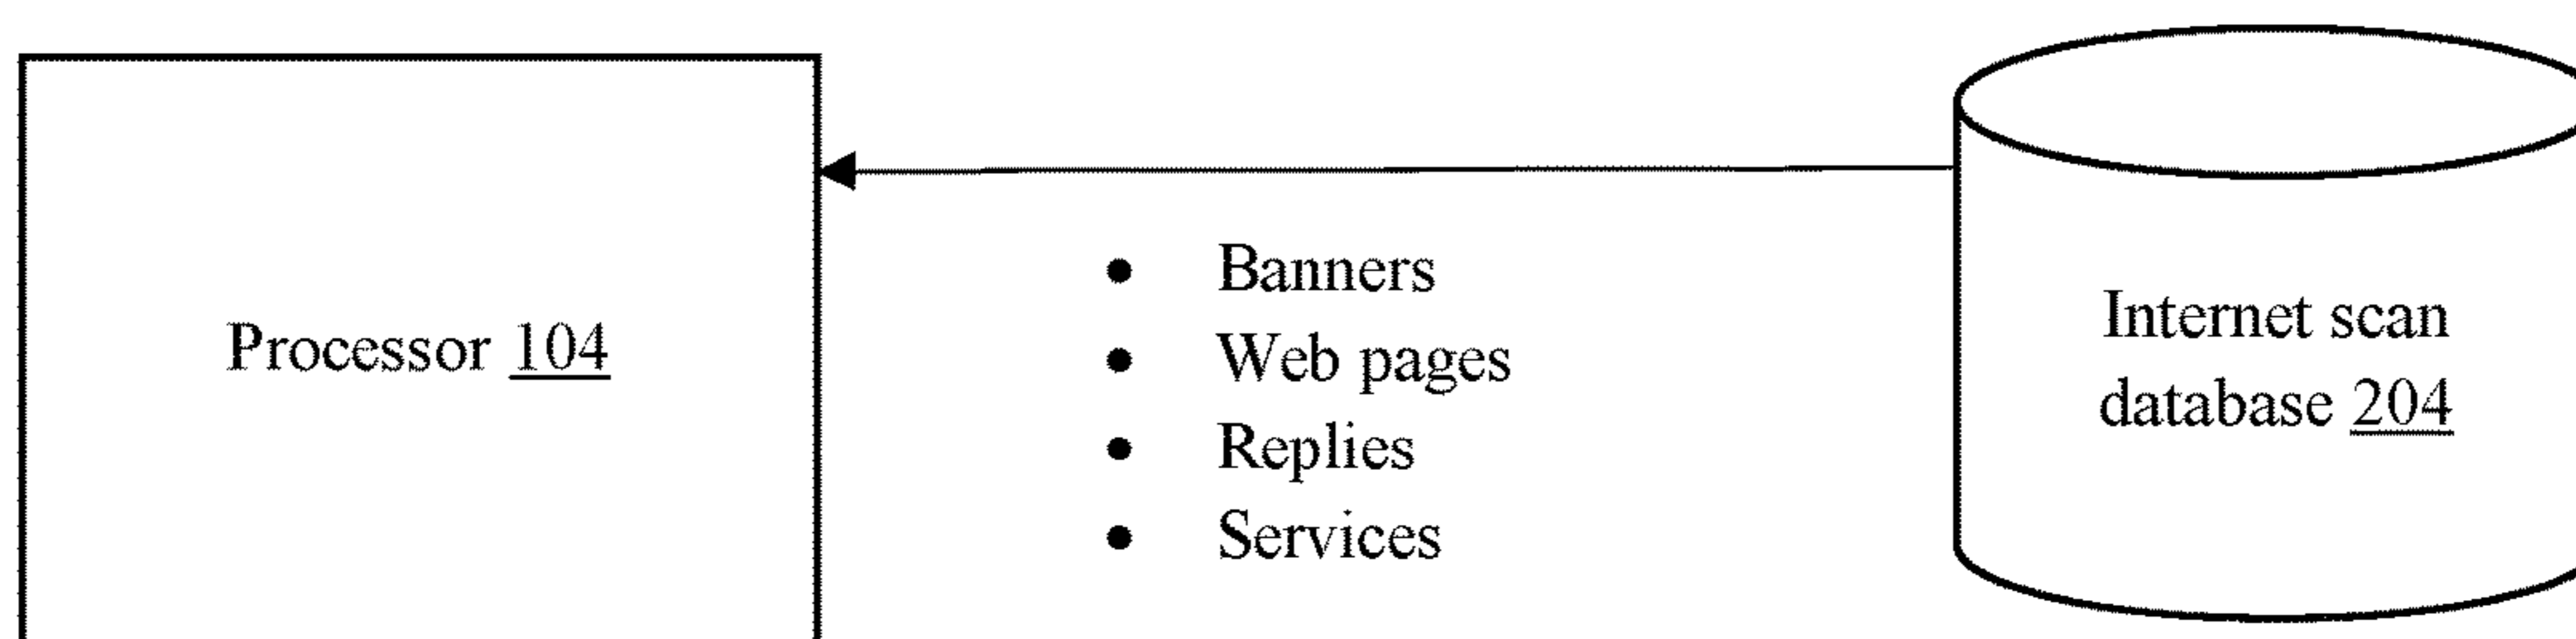 Processor 104
• Banners
• Web pages
• Replies
• Services
Internet scan
database 204